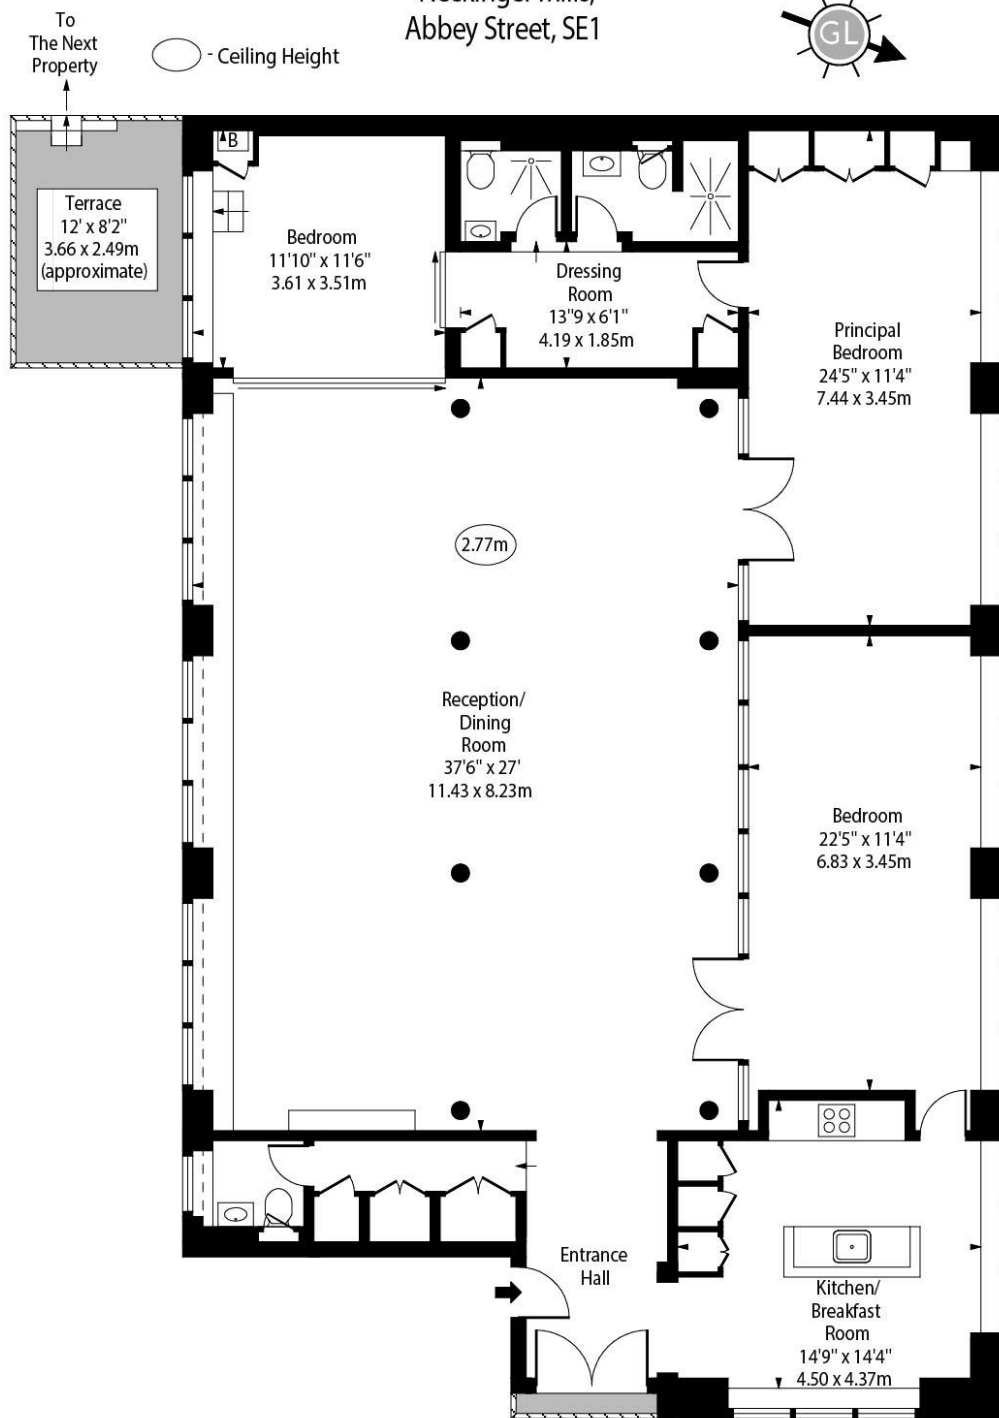 Abbey Street, SE1
To
The Next
Property
- Ceiling Height
GL
B
Terrace
12' x 8'2"
3.66 x 2.49m
(approximate)
Bedroom
11'10" x 11'6"
3.61 x 3.51m
Dressing
Room
13"9 x 6'1"
4.19 x 1.85m
Principal
Bedroom
24'5" x 11'4"
7.44 x 3.45m
2.77m
Reception/
Dining
Room
37'6" x 27'
11.43 x 8.23m
Bedroom
22'5" x 11'4"
6.83 x 3.45m
Entrance
Hall
Kitchen/
Breakfast
Room
14'9" x 14'4"
4.50 x 4.37m